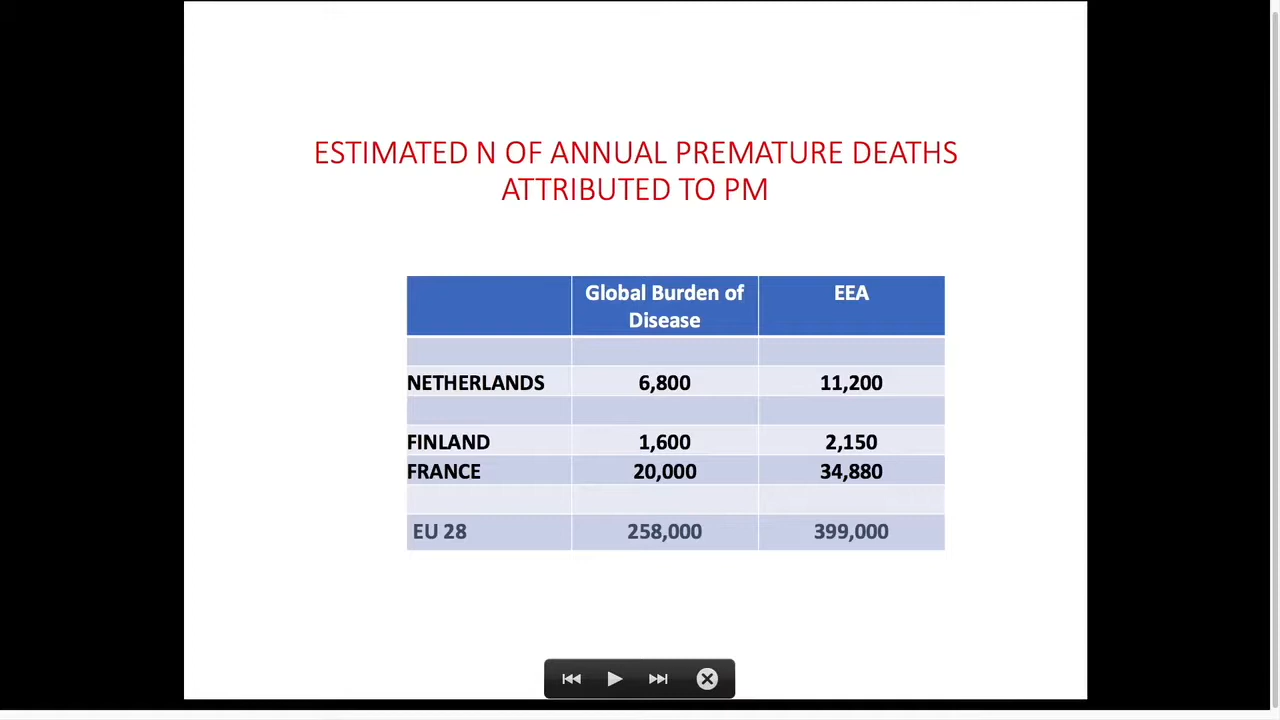 ESTIMATED N OF ANNUAL PREMATURE DEATHS
ATTRIBUTED TO PM
Global Burden of
Disease
EEA
NETHERLANDS 6,800 11,200
FINLAND 1,600 2,150
FRANCE 20,000 34,880
EU 28 258,000 399,000